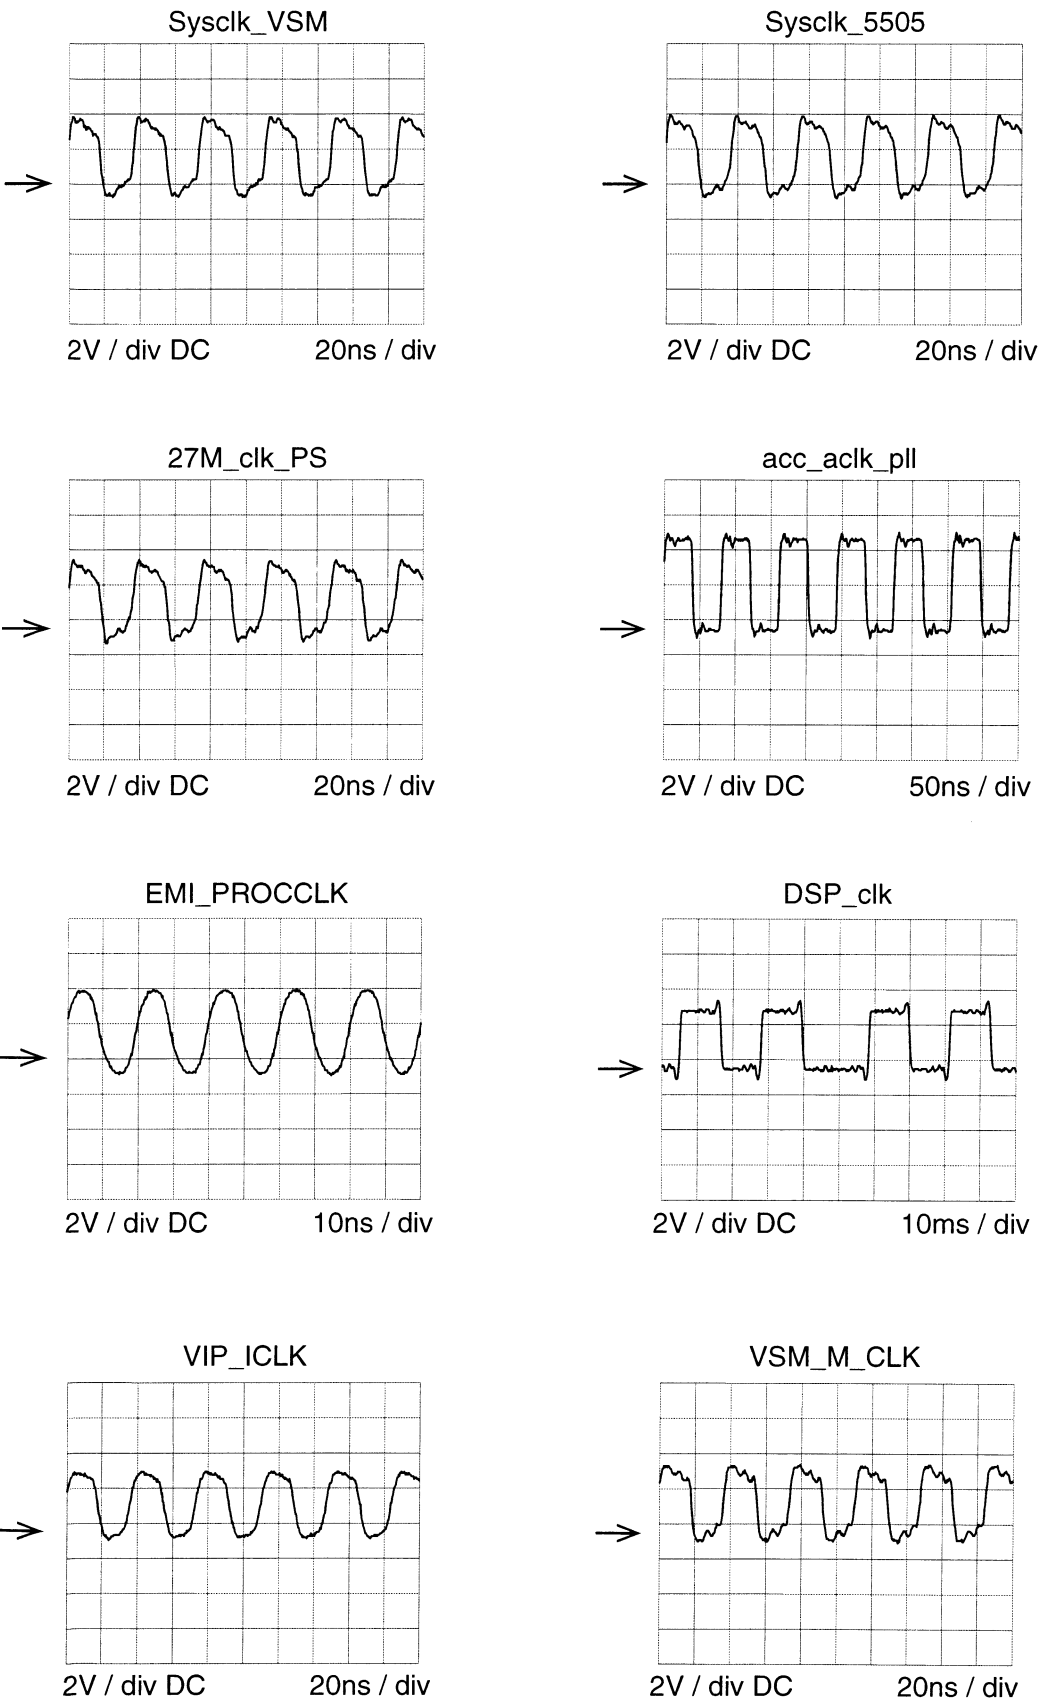 Sysclk_VSM
Sysclk_5505
2V / div DC
20ns / div
2V / div DC
20ns / div
27M_clk_PS
acc_aclk_pll
2V / div DC
20ns / div
2V / div DC
50ns / div
EMI_PROCCLK
DSP_clk
2V / div DC
10ns / div
2V / div DC
10ms / div
VIP_ICLK
VSM_M_CLK
2V / div DC
20ns / div
2V / div DC
20ns / div